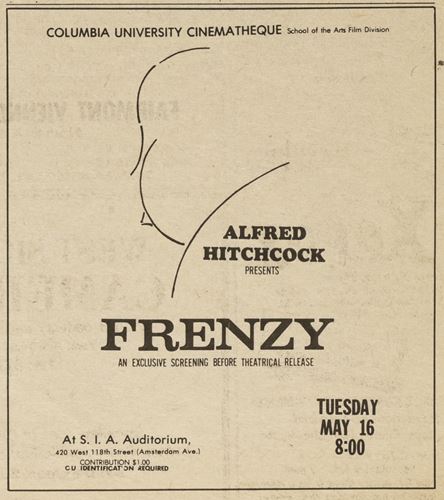 COLUMBIA UNIVERSITY CINEMATHEQUE School of the Arts Film Division
ALFRED
HITCHCOCK
PRESENTS
FRENZY
AN EXCLUSIVE SCREENING BEFORE THEATRICAL RELEASE
TUESDAY
MAY 16
8:00
At S. I. A. Auditorium,
420 West 118th Street (Amsterdam Ave.)
CONTRIBUTION $1.00
CU IDENTIFICATION REQUIRED